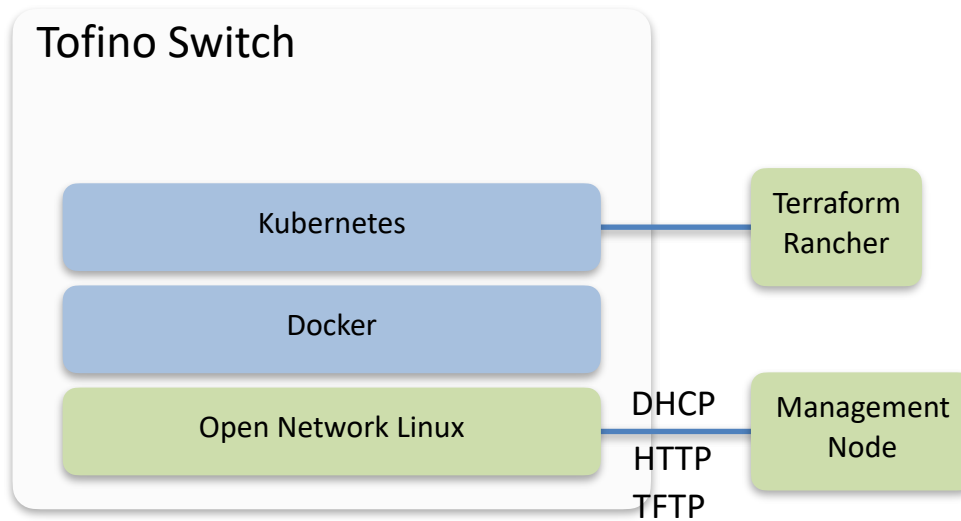 Tofino Switch
Kubernetes
Terraform
Rancher
Docker
Open Network Linux
DHCP
HTTP
TFTP
Management
Node